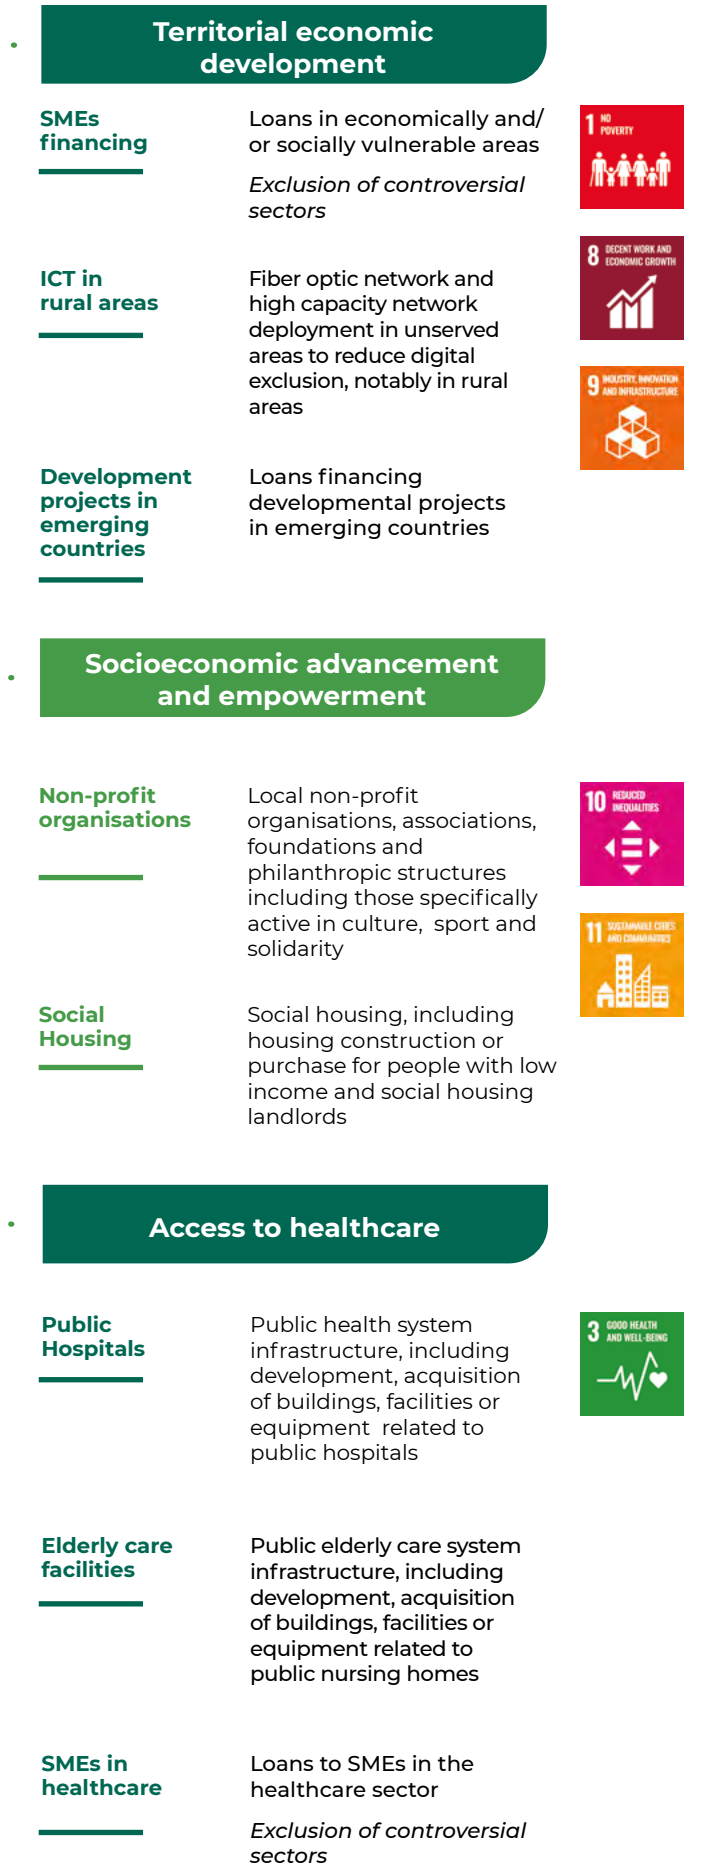 Territorial economic
development
SMEs
financing
Loans in economically and/
or socially vulnerable areas
Exclusion of controversial
sectors
1 NO
POVERTY
ICT in
rural areas
Fiber optic network and
high capacity network
deployment in unserved
areas to reduce digital
exclusion, notably in rural
areas
8 DECENT WORK AND
ECONOMIC GROWTH
9 INDUSTRY, INNOVATION
AND INFRASTRUCTURE
Development
projects in
emerging
countries
Loans financing
developmental projects
in emerging countries
Socioeconomic advancement
and empowerment
Non-profit
organisations
Local non-profit
organisations, associations,
foundations and
philanthropic structures
including those specifically
active in culture, sport and
solidarity
10 REDUCED
INEQUALITIES
11 SUSTAINABLE CITIES
AND COMMUNITIES
Social
Housing
Social housing, including
housing construction or
purchase for people with low
income and social housing
landlords
Access to healthcare
Public
Hospitals
Public health system
infrastructure, including
development, acquisition
of buildings, facilities or
equipment related to
public hospitals
3 GOOD HEALTH
AND WELL-BEING
Elderly care
facilities
Public elderly care system
infrastructure, including
development, acquisition
of buildings, facilities or
equipment related to
public nursing homes
SMEs in
healthcare
Loans to SMEs in the
healthcare sector
Exclusion of controversial
sectors